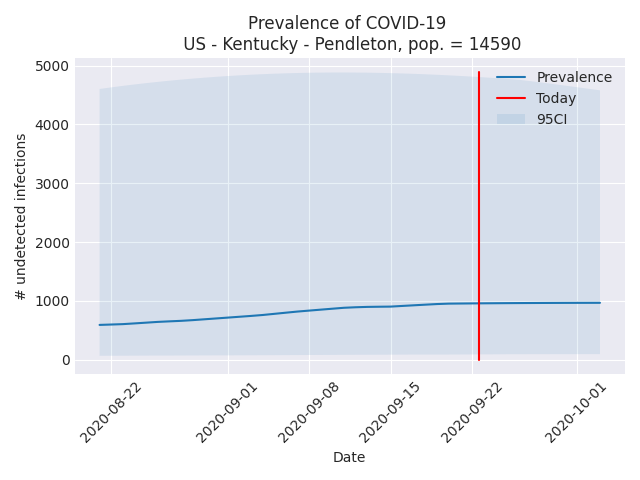 Prevalence of COVID-19
US - Kentucky - Pendleton, pop. = 14590
# undetected infections
5000
4000
3000
2000
1000
0
Prevalence
Today
95CI
2020-08-22
2020-09-01
2020-09-08
2020-09-15
2020-09-22
2020-10-01
Date